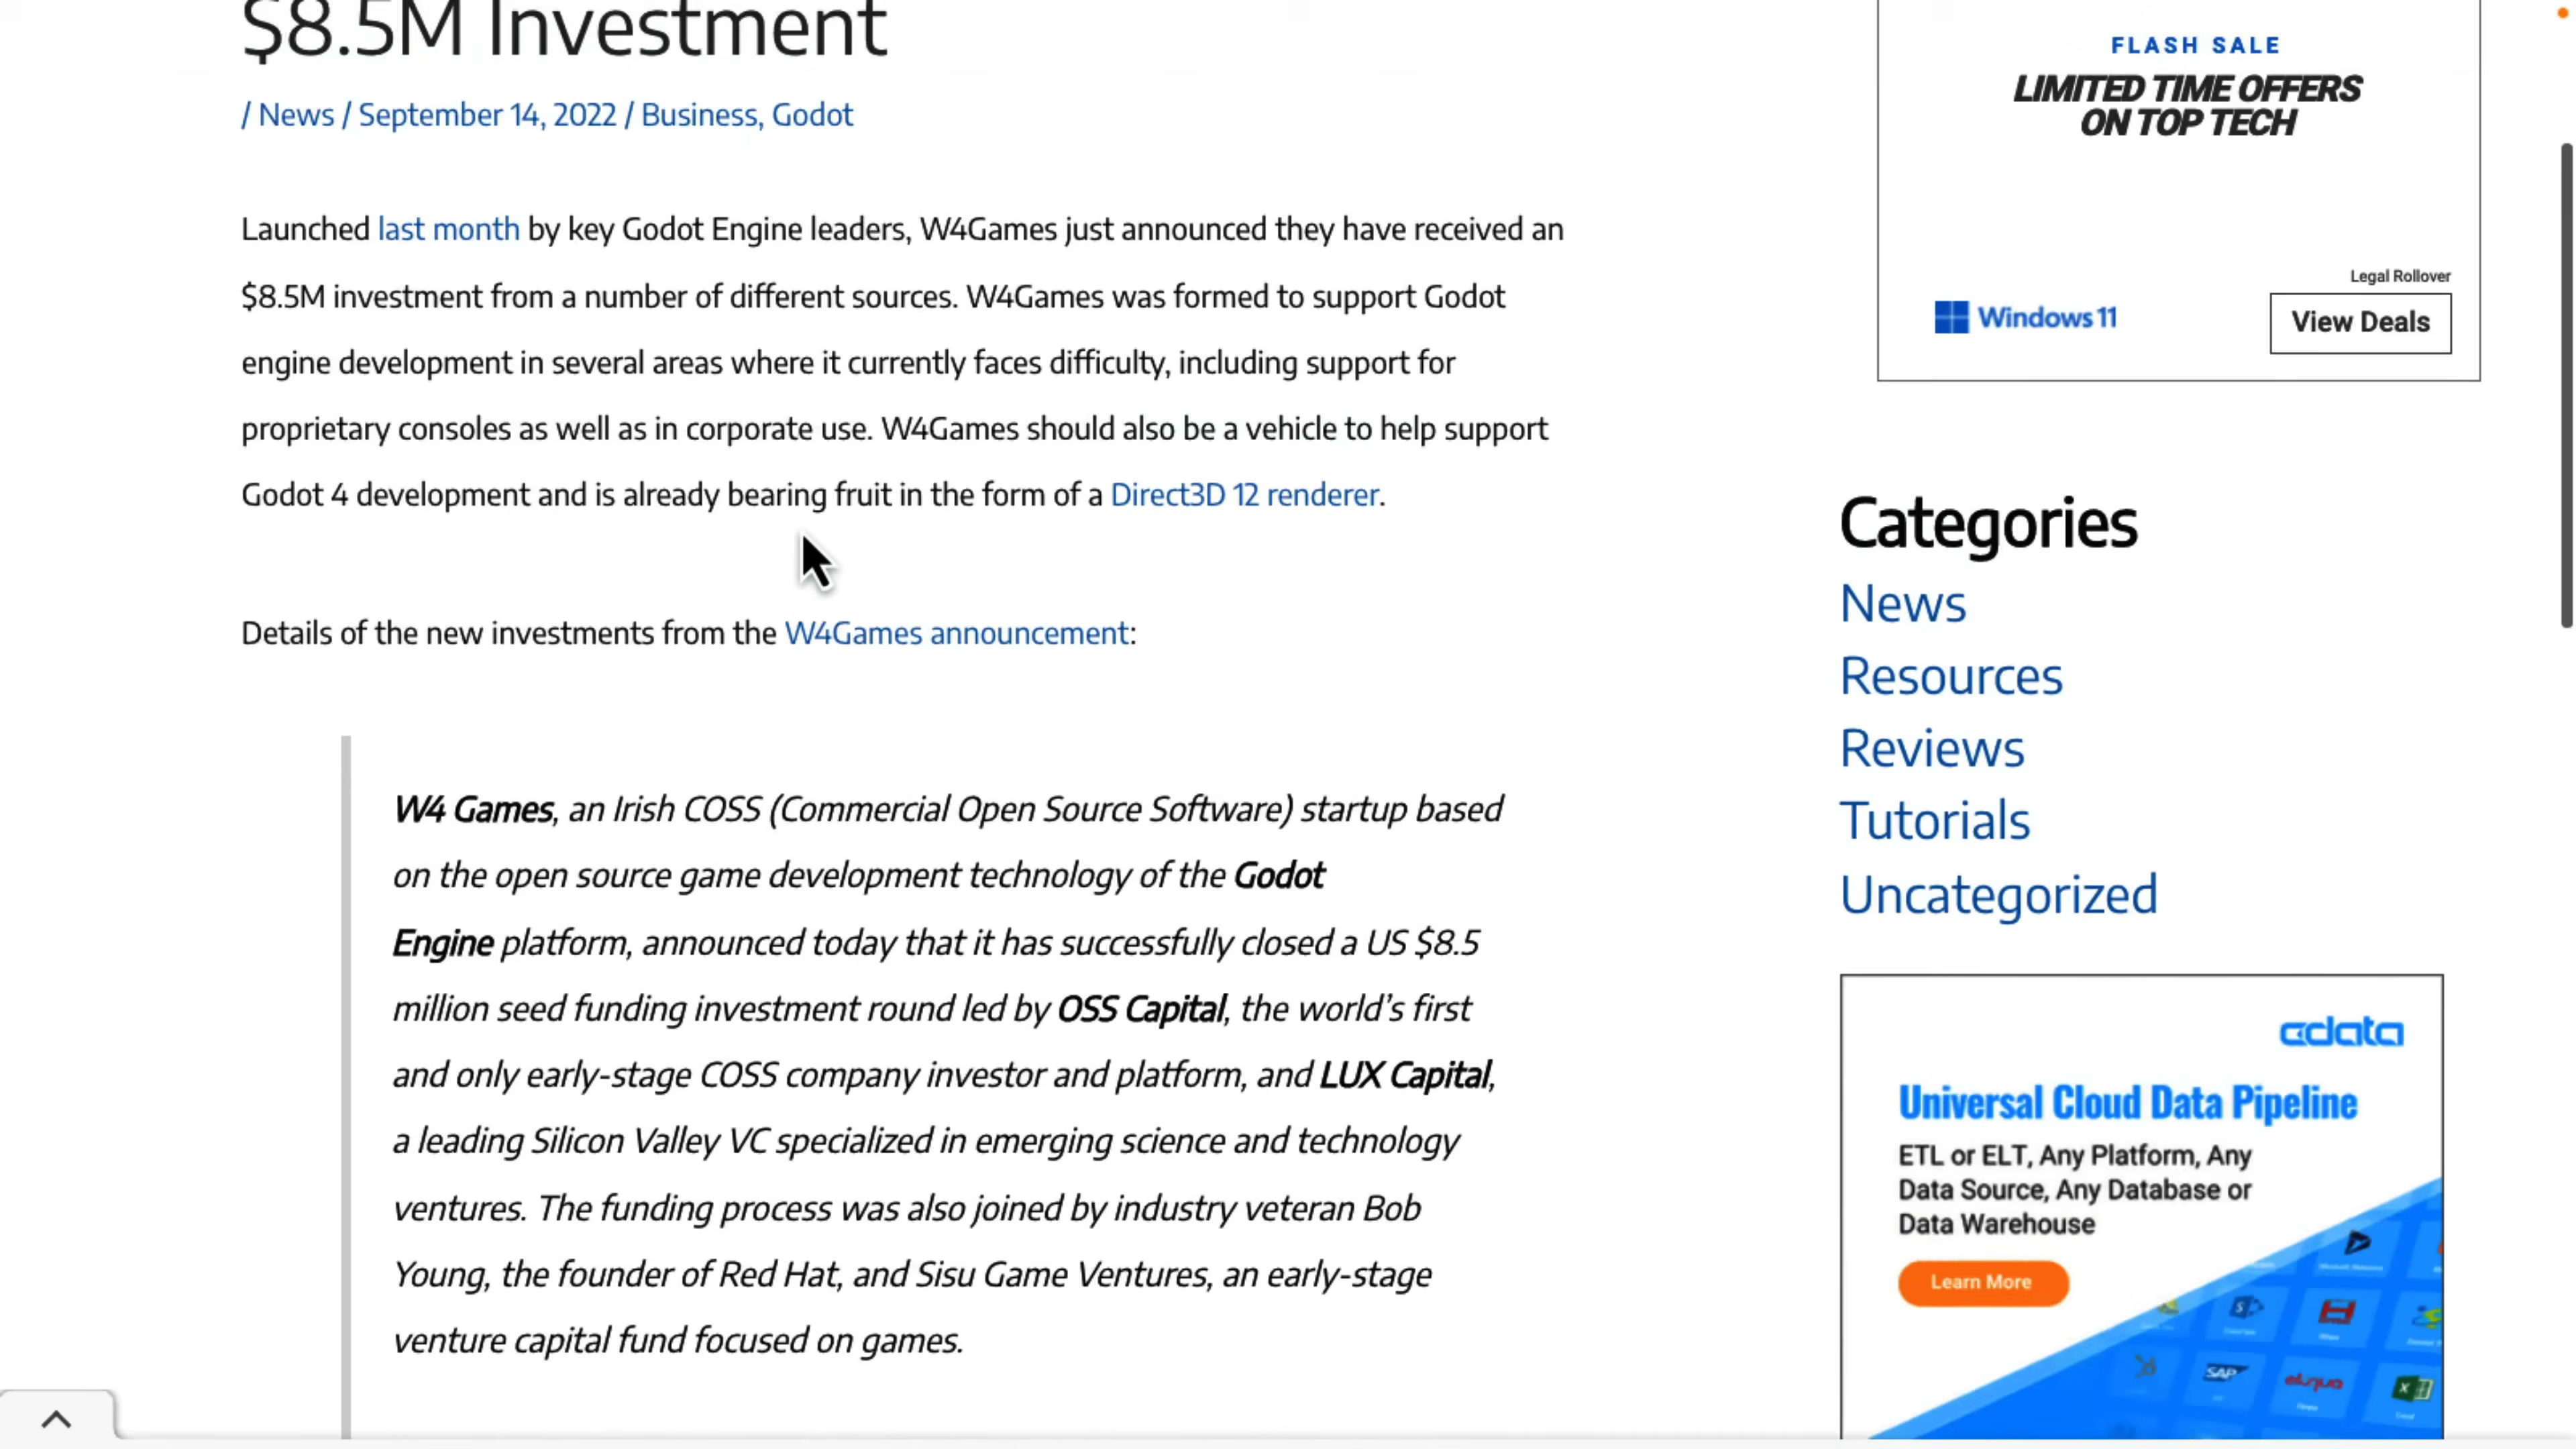 $8.5M Investment
/ News / September 14, 2022 / Business, Godot
Launched last month by key Godot Engine leaders, W4Games just announced they have received an
$8.5M investment from a number of different sources. W4Games was formed to support Godot
engine development in several areas where it currently faces difficulty, including support for
proprietary consoles as well as in corporate use. W4Games should also be a vehicle to help support
Godot 4 development and is already bearing fruit in the form of a Direct3D 12 renderer.
Details of the new investments from the W4Games announcement:
W4 Games, an Irish COSS (Commercial Open Source Software) startup based
on the open source game development technology of the Godot
Engine platform, announced today that it has successfully closed a US $8.5
million seed funding investment round led by OSS Capital, the world's first
and only early-stage COSS company investor and platform, and LUX Capital,
a leading Silicon Valley VC specialized in emerging science and technology
ventures. The funding process was also joined by industry veteran Bob
Young, the founder of Red Hat, and Sisu Game Ventures, an early-stage
venture capital fund focused on games.
FLASH SALE
LIMITED TIME OFFERS
ON TOP TECH
Legal Rollover
Windows 11
View Deals
Categories
News
Resources
Reviews
Tutorials
Uncategorized
cdata
Universal Cloud Data Pipeline
ETL or ELT, Any Platform, Any
Data Source, Any Database or
Data Warehouse
Learn More
SAP